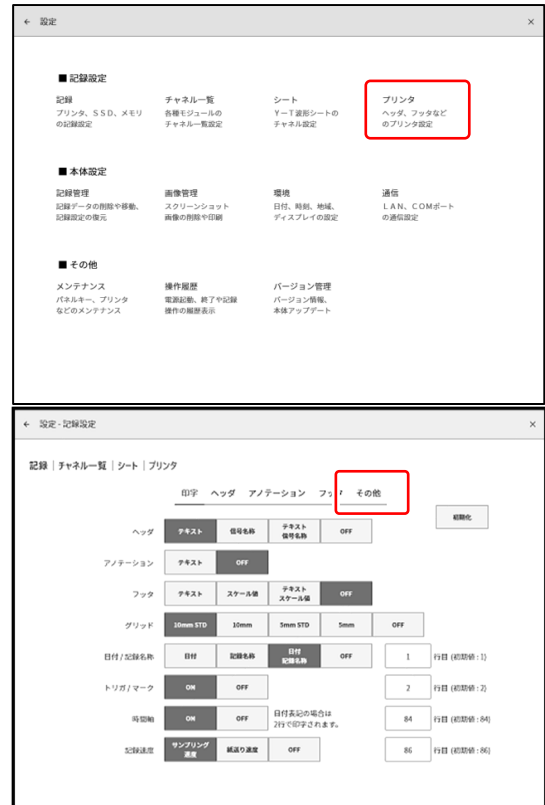 ← 設定 ×
■ 記録設定
記録 チャネル一覧 シート プリンタ
プリンタ、SSD、メモリ 各種モジュールの Y－T波形シートの ヘッダ、フッタなど
の記録設定 チャネル一覧設定 チャネル設定 のプリンタ設定
■ 本体設定
記録管理 画像管理 環境 通信
記録データの削除や移動、 スクリーンショット 日付、時刻、地域、 LAN、COMポート
記録設定の復元 画像の削除や印刷 ディスプレイの設定 の通信設定
■ その他
メンテナンス 操作履歴 バージョン管理
パネルキー、プリンタ 電源起動、終了や記録 バージョン情報、
などのメンテナンス 操作の履歴表示 本体アップデート
← 設定 - 記録設定 ×
記録 | チャネル一覧 | シート | プリンタ
印字 ヘッダ アノテーション フッタ その他
初期化
ヘッダ テキスト 信号名称 テキスト 信号名称 OFF
アノテーション テキスト OFF
フッタ テキスト スケール値 テキスト スケール値 OFF
グリッド 10mm STD 10mm 5mm STD 5mm OFF
日付 / 記録名称 日付 記録名称 日付 記録名称 OFF 1 行目 (初期値 : 1)
トリガ / マーク ON OFF 2 行目 (初期値 : 2)
時間軸 ON OFF 日付表記の場合は 84 行目 (初期値 : 84)
2行で印字されます。
記録速度 サンプリング 速度 紙送り速度 OFF 86 行目 (初期値 : 86)